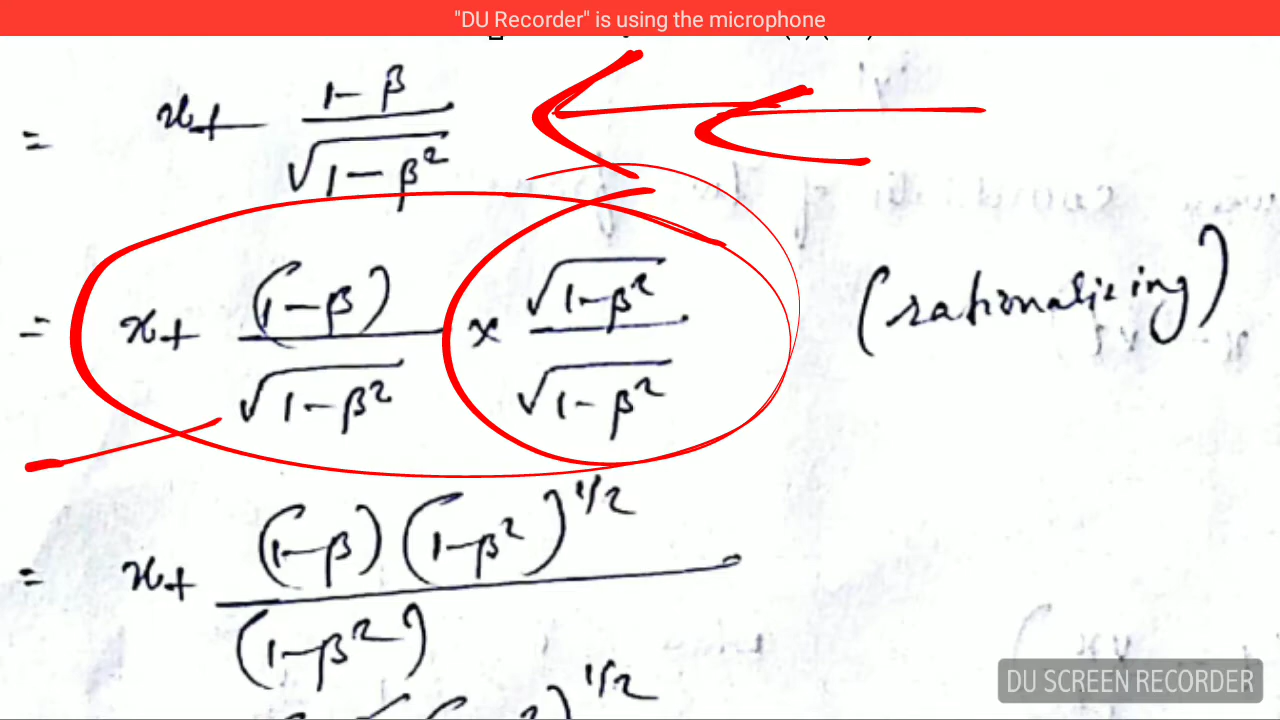 "DU Recorder" is using the microphone
= x₊ (1-β)/√(1-β²)
= x₊ (1-β)/√(1-β²) × √(1-β²)/√(1-β²) (rationalizing)
= x₊ (1-β)(1-β²)^1/2/(1-β²)
DU SCREEN RECORDER